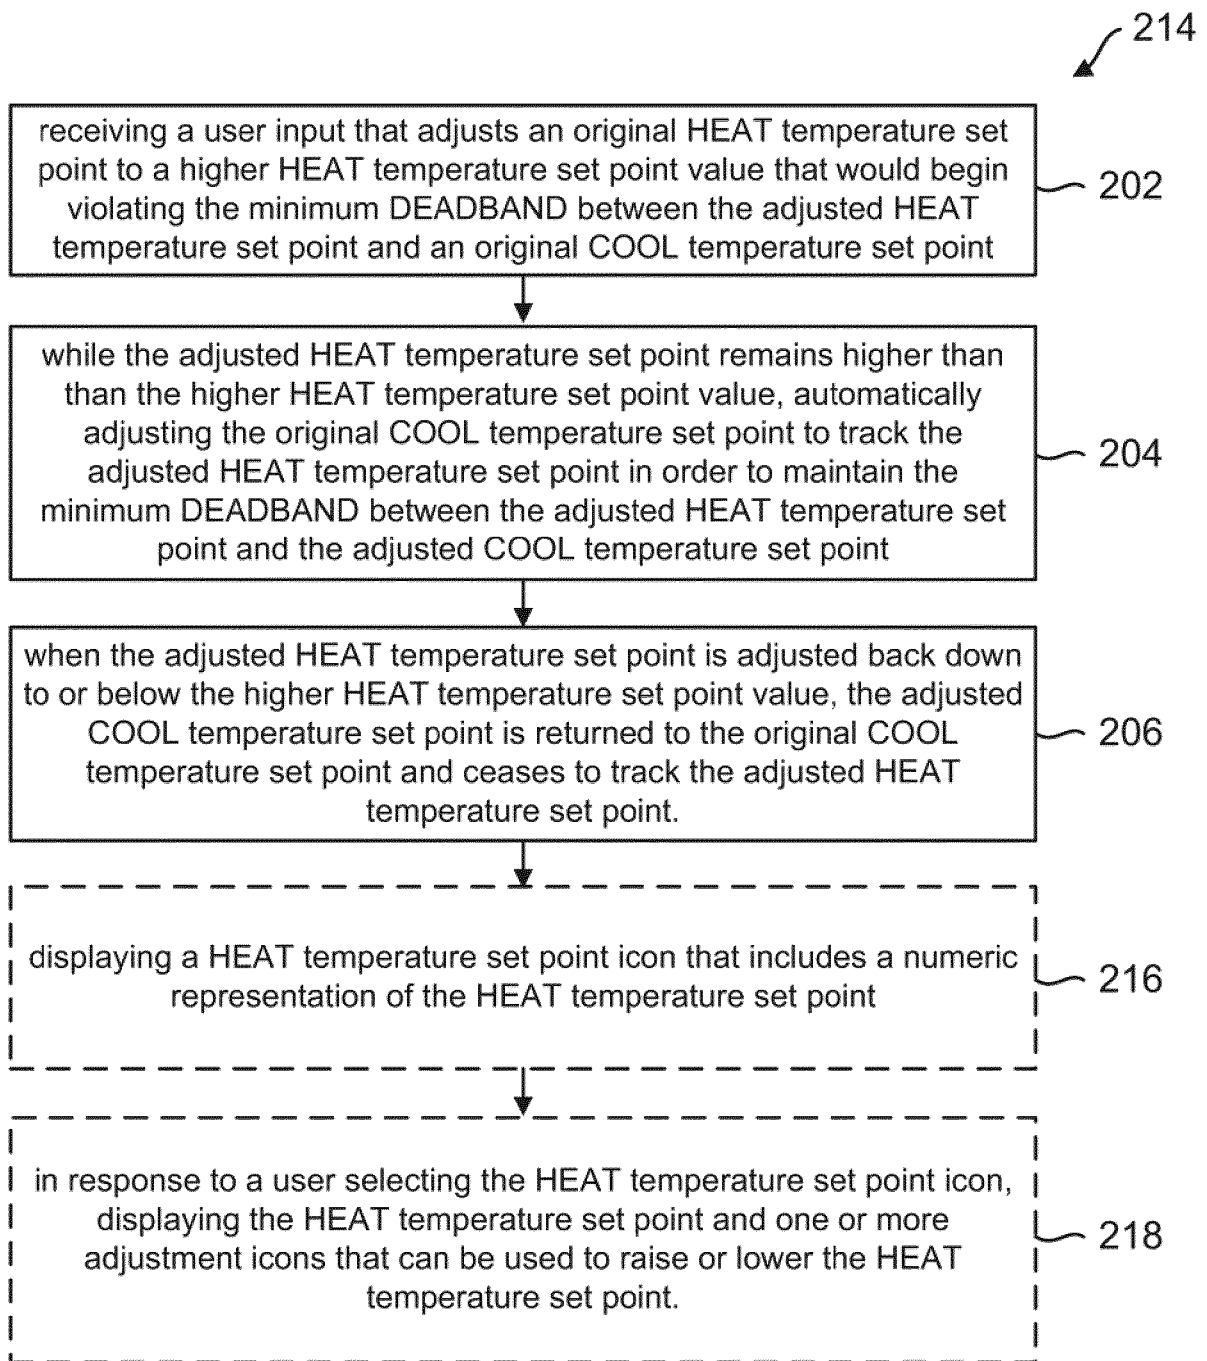 214
receiving a user input that adjusts an original HEAT temperature set
point to a higher HEAT temperature set point value that would begin
violating the minimum DEADBAND between the adjusted HEAT
temperature set point and an original COOL temperature set point
202
while the adjusted HEAT temperature set point remains higher than
than the higher HEAT temperature set point value, automatically
adjusting the original COOL temperature set point to track the
adjusted HEAT temperature set point in order to maintain the
minimum DEADBAND between the adjusted HEAT temperature set
point and the adjusted COOL temperature set point
204
when the adjusted HEAT temperature set point is adjusted back down
to or below the higher HEAT temperature set point value, the adjusted
COOL temperature set point is returned to the original COOL
temperature set point and ceases to track the adjusted HEAT
temperature set point.
206
displaying a HEAT temperature set point icon that includes a numeric
representation of the HEAT temperature set point
216
in response to a user selecting the HEAT temperature set point icon,
displaying the HEAT temperature set point and one or more
adjustment icons that can be used to raise or lower the HEAT
temperature set point.
218